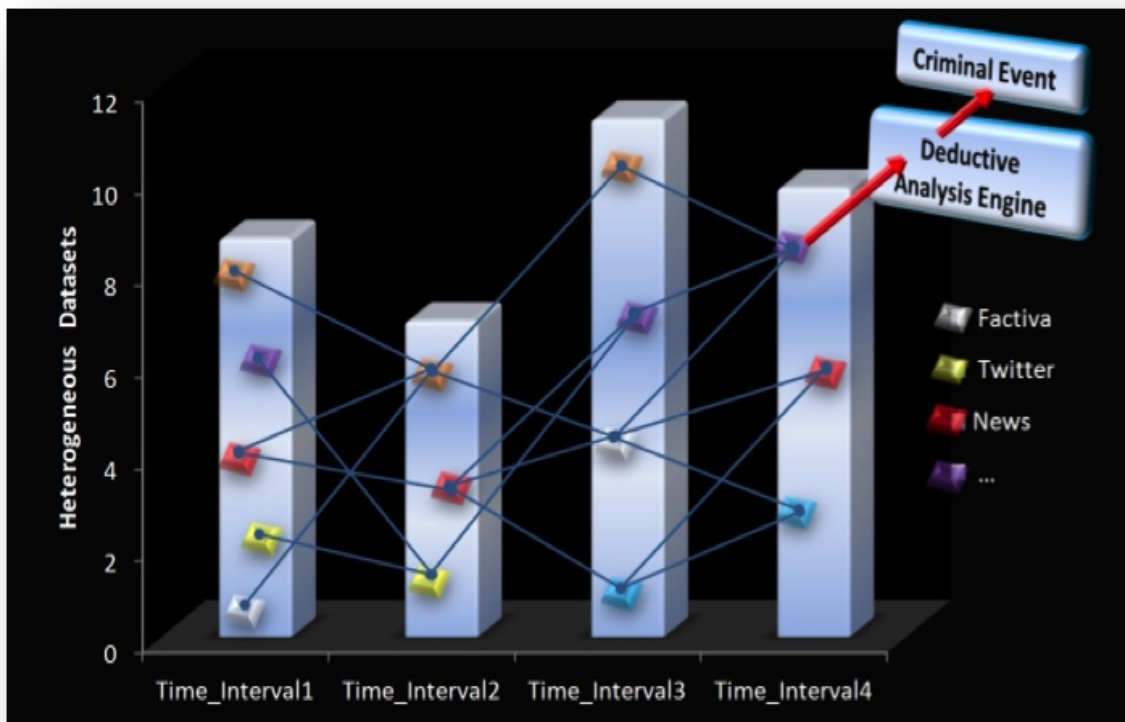 Criminal Event
Deductive
Analysis Engine
Heterogeneous Datasets
12
10
8
6
4
2
0
Time_Interval1
Time_Interval2
Time_Interval3
Time_Interval4
Factiva
Twitter
News
...